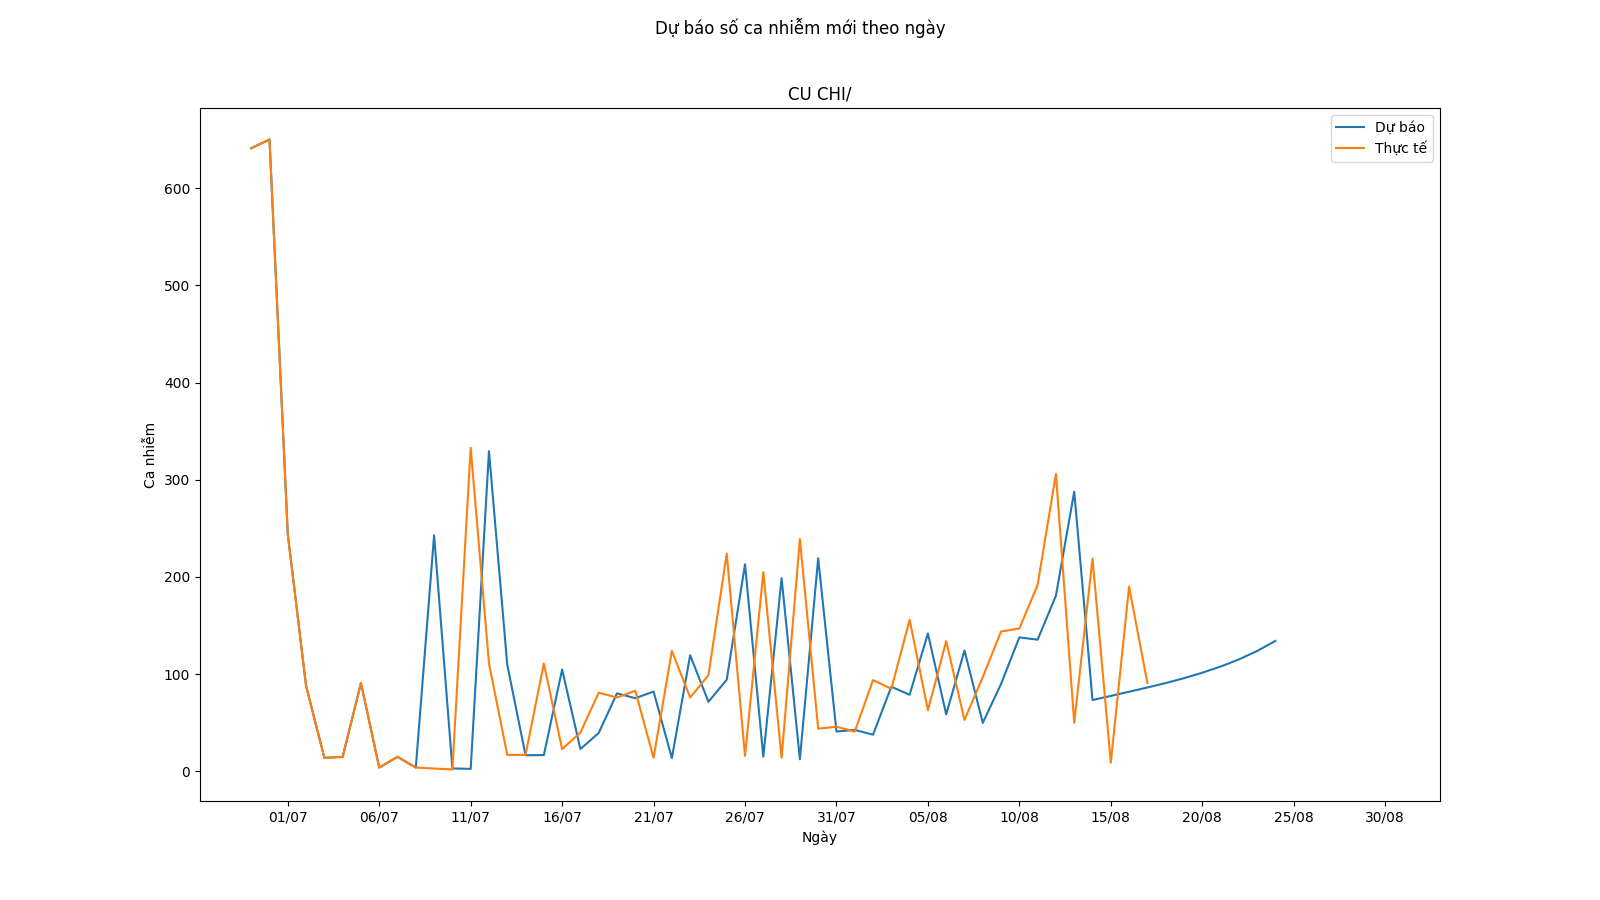 Dự báo số ca nhiễm mới theo ngày
CU CHI/
Dự báo
Thực tế
600
500
400
300
200
100
0
Ca nhiễm
01/07 06/07 11/07 16/07 21/07 26/07 31/07 05/08 10/08 15/08 20/08 25/08 30/08
Ngày